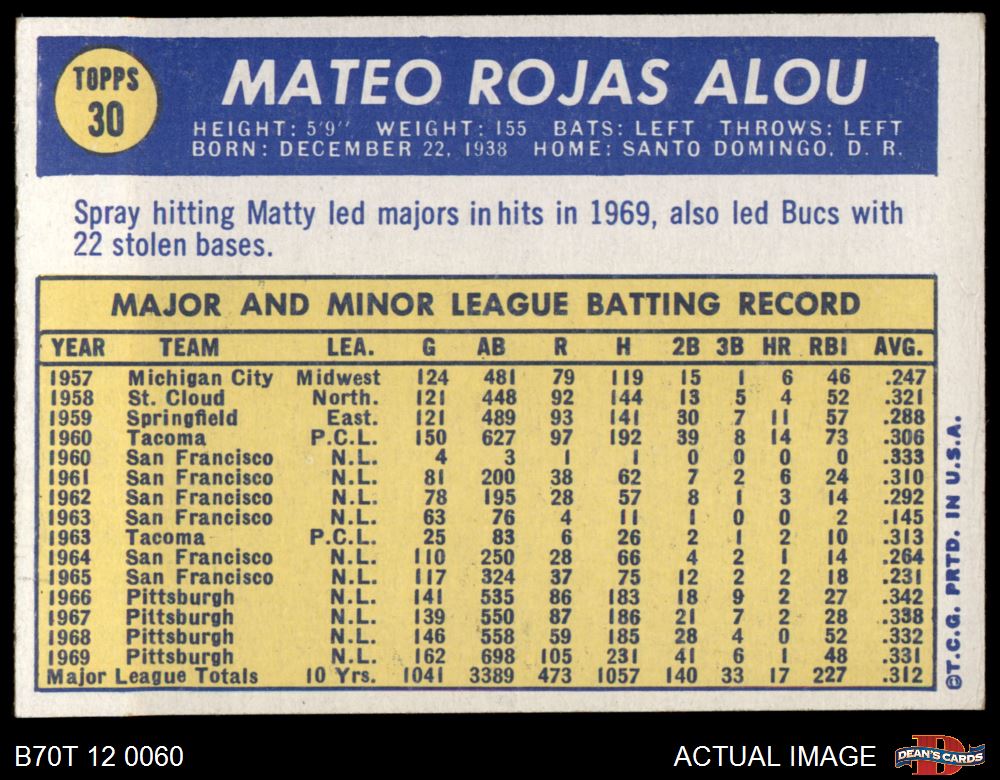 TOPPS
30
MATEO ROJAS ALOU
HEIGHT: 5'9" WEIGHT: 155 BATS: LEFT THROWS: LEFT
BORN: DECEMBER 22, 1938 HOME: SANTO DOMINGO, D. R.
Spray hitting Matty led majors in hits in 1969, also led Bucs with
22 stolen bases.
MAJOR AND MINOR LEAGUE BATTING RECORD
YEAR TEAM LEA. G AB R H 2B 3B HR RBI AVG.
1957 Michigan City Midwest 124 481 79 119 15 1 6 46 .247
1958 St. Cloud North. 121 448 92 144 13 5 4 52 .321
1959 Springfield East. 121 489 93 141 30 7 11 57 .288
1960 Tacoma P.C.L. 150 627 97 192 39 8 14 73 .306
1960 San Francisco N.L. 4 3 1 1 0 0 0 0 .333
1961 San Francisco N.L. 81 200 38 62 7 2 6 24 .310
1962 San Francisco N.L. 78 195 28 57 8 1 3 14 .292
1963 San Francisco N.L. 63 76 4 11 1 0 0 2 .145
1963 Tacoma P.C.L. 25 83 6 26 2 1 2 10 .313
1964 San Francisco N.L. 110 250 28 66 4 2 1 14 .264
1965 San Francisco N.L. 117 324 37 75 12 2 2 18 .231
1966 Pittsburgh N.L. 141 535 86 183 18 9 2 27 .342
1967 Pittsburgh N.L. 139 550 87 186 21 7 2 28 .338
1968 Pittsburgh N.L. 146 558 59 185 28 4 0 52 .332
1969 Pittsburgh N.L. 162 698 105 231 41 6 1 48 .331
Major League Totals 10 Yrs. 1041 3389 473 1057 140 33 17 227 .312
©T.C.G. PRTD. IN U.S.A.
B70T 12 0060
ACTUAL IMAGE
DEAN'S CARDS